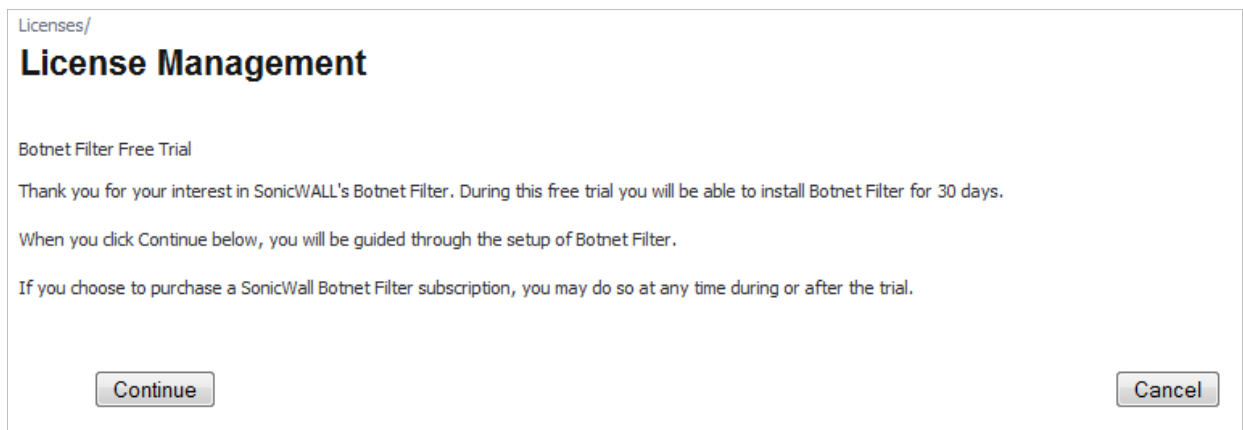 Licenses/
License Management
Botnet Filter Free Trial
Thank you for your interest in SonicWALL's Botnet Filter. During this free trial you will be able to install Botnet Filter for 30 days.
When you click Continue below, you will be guided through the setup of Botnet Filter.
If you choose to purchase a SonicWall Botnet Filter subscription, you may do so at any time during or after the trial.
Continue Cancel